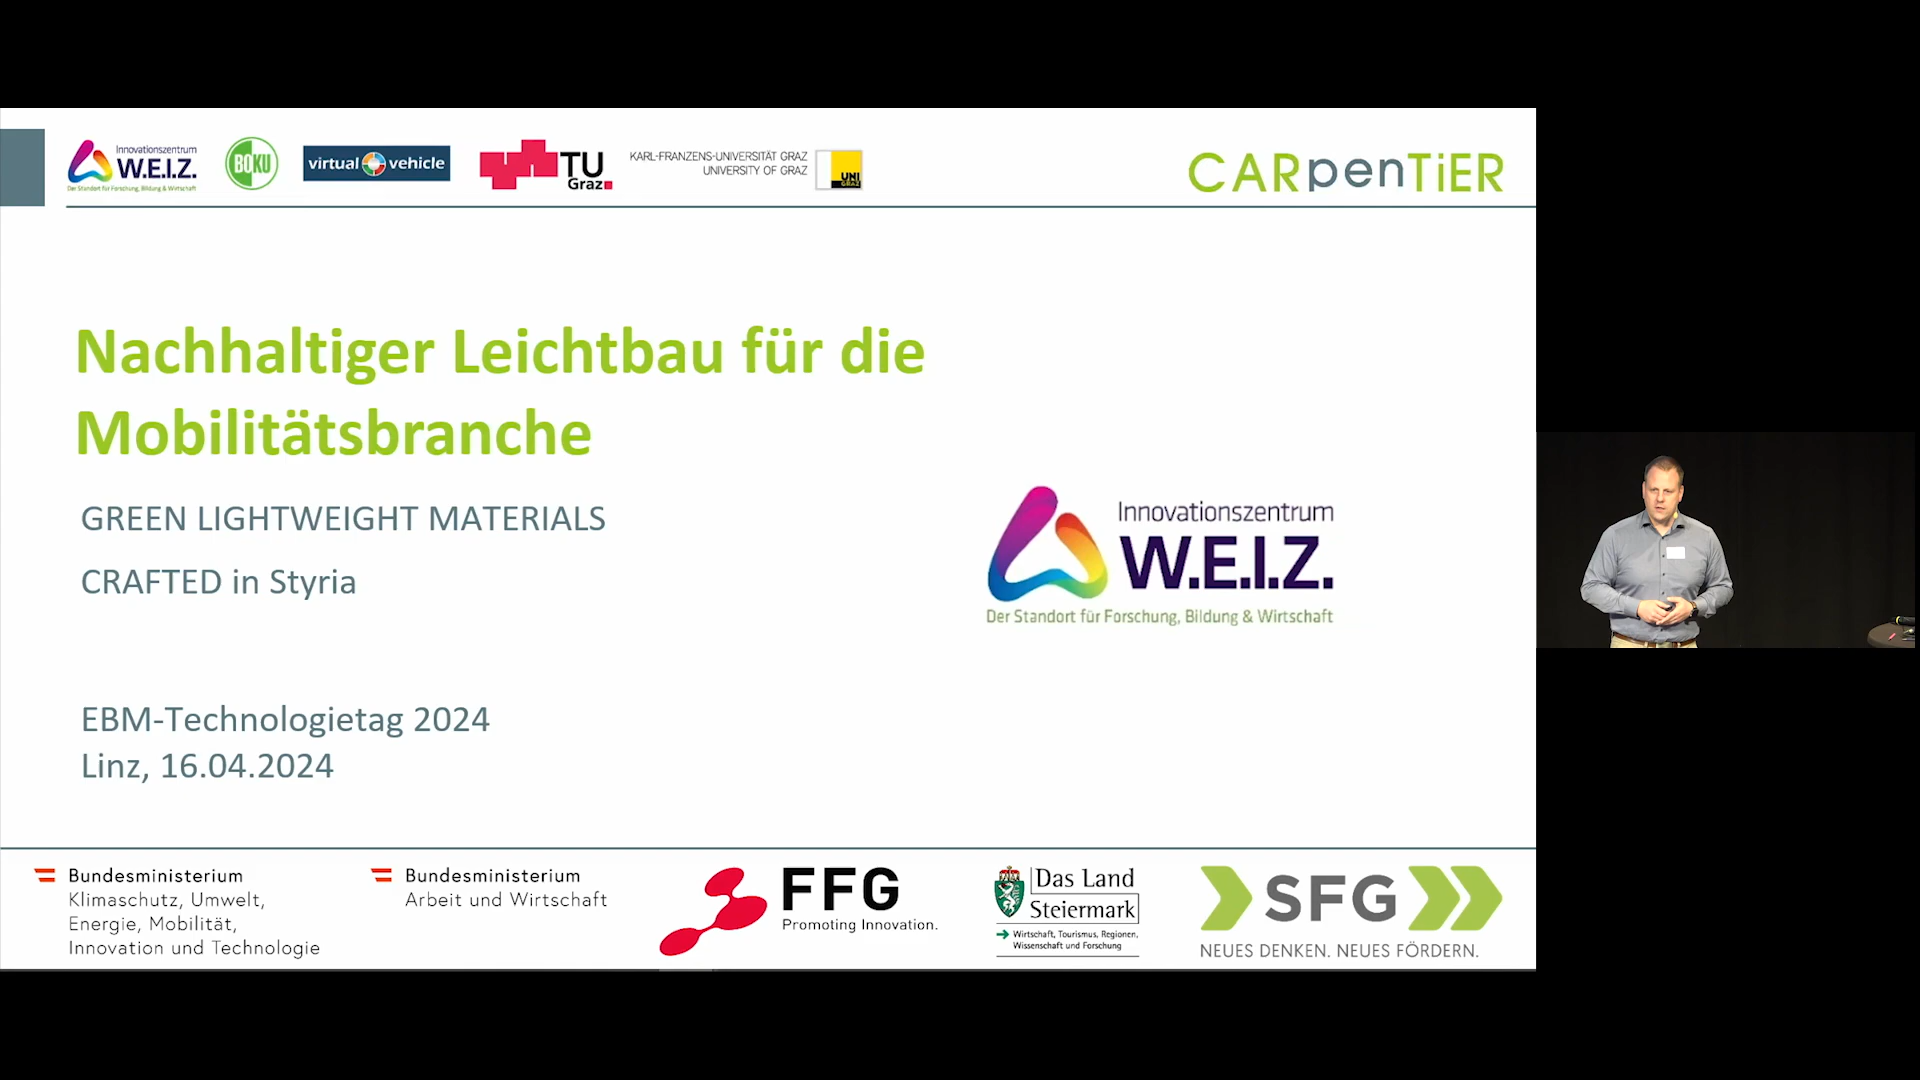 Innovationszentrum
W.E.I.Z.
Der Standort für Forschung, Bildung & Wirtschaft
BOKU
virtual vehicle
TU
Graz
KARL-FRANZENS-UNIVERSITÄT GRAZ
UNIVERSITY OF GRAZ
UNI
GRAZ
CARpenTiER
Nachhaltiger Leichtbau für die
Mobilitätsbranche
GREEN LIGHTWEIGHT MATERIALS
CRAFTED in Styria
Innovationszentrum
W.E.I.Z.
Der Standort für Forschung, Bildung & Wirtschaft
EBM-Technologietag 2024
Linz, 16.04.2024
Bundesministerium
Klimaschutz, Umwelt,
Energie, Mobilität,
Innovation und Technologie
Bundesministerium
Arbeit und Wirtschaft
FFG
Promoting Innovation.
Das Land
Steiermark
Wirtschaft, Tourismus, Regionen,
Wissenschaft und Forschung
SFG
NEUES DENKEN. NEUES FÖRDERN.